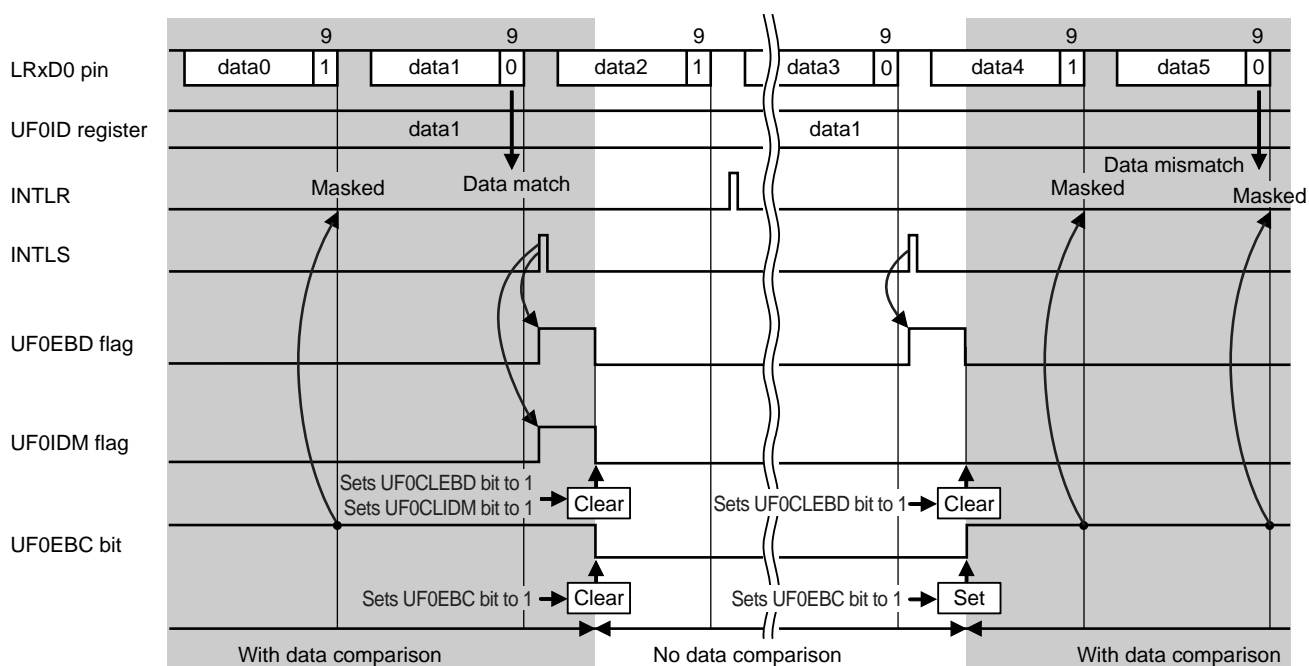 9 9 9 9 9 9
LRxD0 pin data0 1 data1 0 data2 1 data3 0 data4 1 data5 0
UF0ID register data1 data1
Data match Data mismatch
Masked Masked Masked
INTLR
INTLS
UF0EBD flag
UF0IDM flag
Sets UF0CLEBD bit to 1
Sets UF0CLIDM bit to 1 Clear Sets UF0CLEBD bit to 1 Clear
UF0EBC bit
Sets UF0EBC bit to 1 Clear Sets UF0EBC bit to 1 Set
With data comparison No data comparison With data comparison